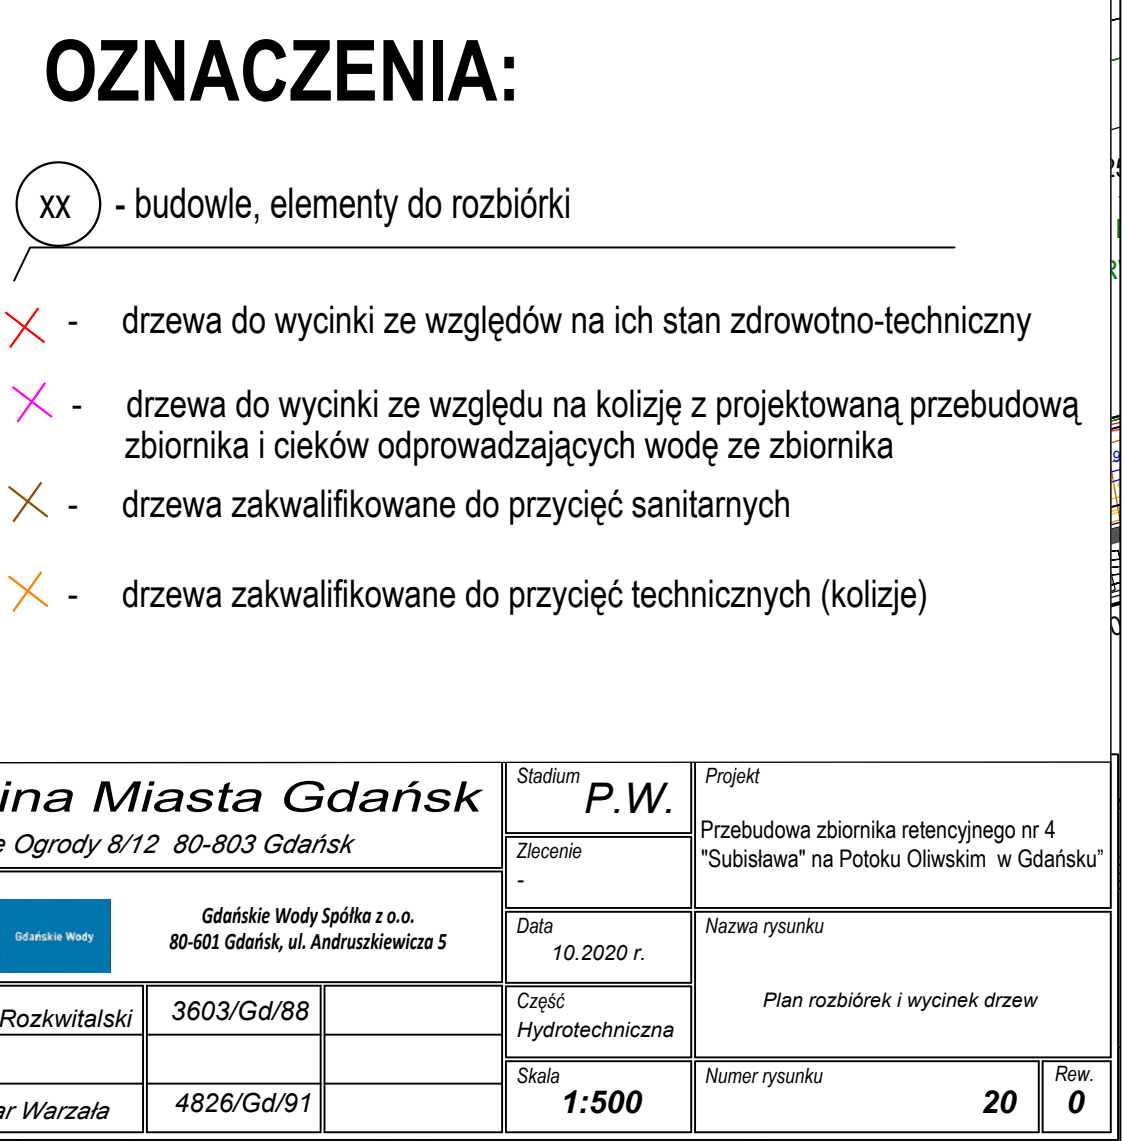 OZNACZENIA:
xx - budowle, elementy do rozbiórki
- drzewa do wycinki ze względów na ich stan zdrowotno-techniczny
- drzewa do wycinki ze względu na kolizję z projektowaną przebudową
zbiornika i cieków odprowadzających wodę ze zbiornika
- drzewa zakwalifikowane do przycięć sanitarnych
- drzewa zakwalifikowane do przycięć technicznych (kolizje)
ina Miasta Gdańsk
e Ogrody 8/12 80-803 Gdańsk
Gdańskie Wody
Gdańskie Wody Spółka z o.o.
80-601 Gdańsk, ul. Andruszkiewicza 5
Rozkwitalski 3603/Gd/88
ar Warzała 4826/Gd/91
Stadium
P.W.
Zlecenie
-
Data
10.2020 r.
Część
Hydrotechniczna
Skala
1:500
Projekt
Przebudowa zbiornika retencyjnego nr 4
"Subisława" na Potoku Oliwskim w Gdańsku”
Nazwa rysunku
Plan rozbiórek i wycinek drzew
Numer rysunku
20
Rew.
0